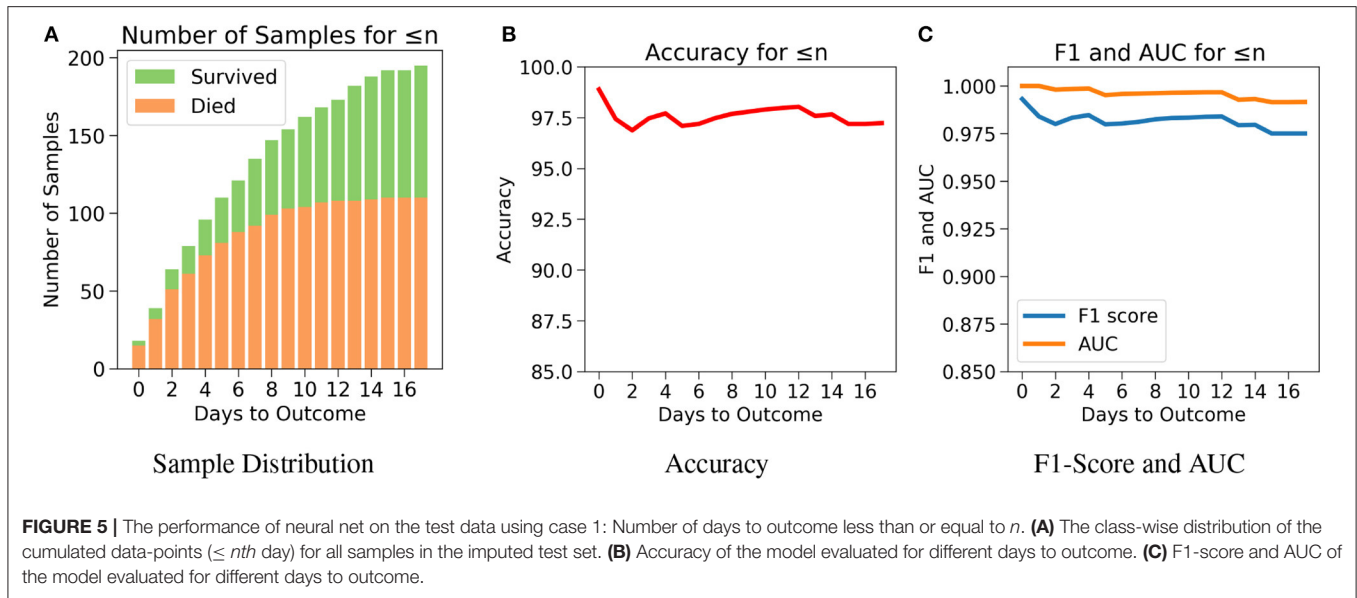 A
Number of Samples for ≤n
Survived
Died
200
150
100
50
0
Number of Samples
0 2 4 6 8 10 12 14 16
Days to Outcome
Sample Distribution
B
Accuracy for ≤n
100.0
97.5
95.0
92.5
90.0
87.5
85.0
Accuracy
0 2 4 6 8 10 12 14 16
Days to Outcome
Accuracy
C
F1 and AUC for ≤n
1.000
0.975
0.950
0.925
0.900
0.875
0.850
F1 and AUC
F1 score
AUC
0 2 4 6 8 10 12 14 16
Days to Outcome
F1-Score and AUC
FIGURE 5 | The performance of neural net on the test data using case 1: Number of days to outcome less than or equal to n. (A) The class-wise distribution of the
cumulated data-points (≤ nth day) for all samples in the imputed test set. (B) Accuracy of the model evaluated for different days to outcome. (C) F1-score and AUC of
the model evaluated for different days to outcome.